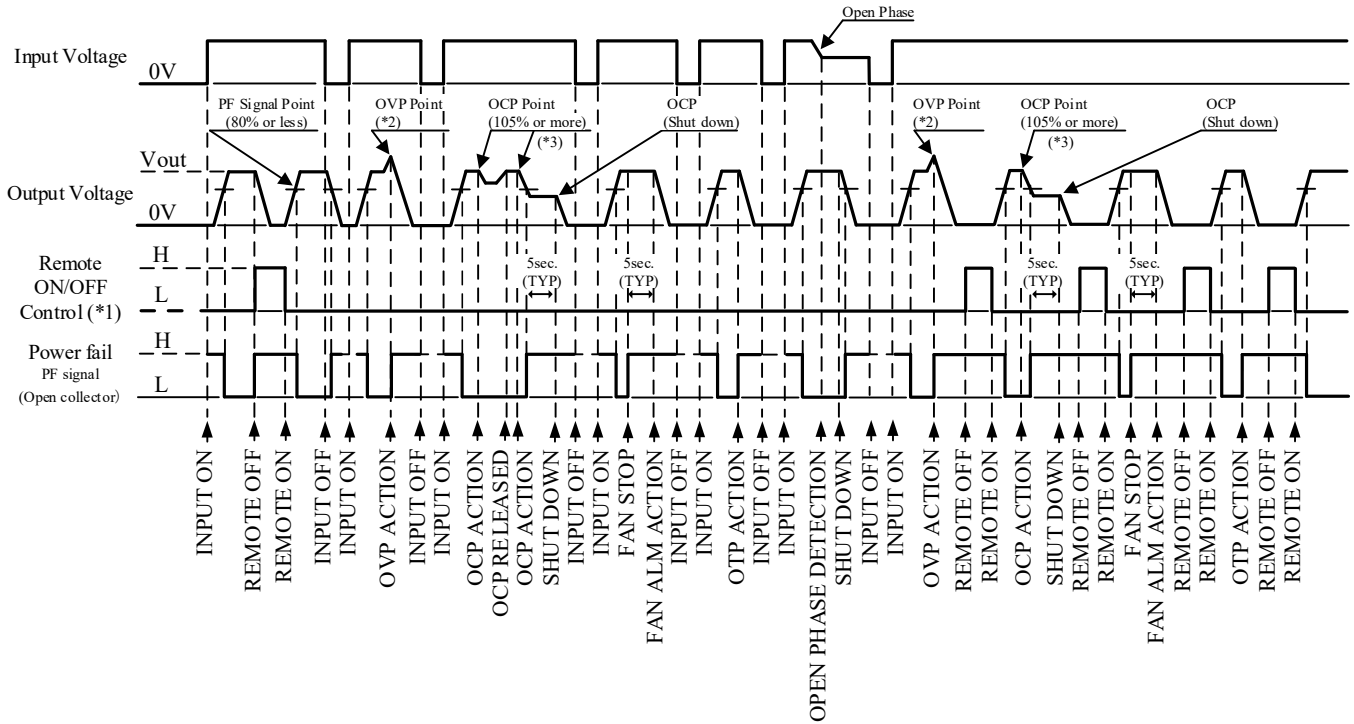 Open Phase
Input Voltage
0V
PF Signal Point
(80% or less)
OVP Point
(*2)
OCP Point
(105% or more)
(*3)
OCP
(Shut down)
OVP Point
(*2)
OCP Point
(105% or more)
(*3)
OCP
(Shut down)
Vout
Output Voltage
0V
H
Remote
ON/OFF
Control (*1)
L
5sec.
(TYP)
5sec.
(TYP)
5sec.
(TYP)
5sec.
(TYP)
H
Power fail
PF signal
(Open collector)
L
INPUT ON
REMOTE OFF
REMOTE ON
INPUT OFF
INPUT ON
OVP ACTION
INPUT OFF
INPUT ON
OCP ACTION
OCP RELEASED
OCP ACTION
SHUT DOWN
INPUT OFF
INPUT ON
FAN STOP
FAN ALM ACTION
INPUT OFF
INPUT ON
OTP ACTION
INPUT OFF
INPUT ON
OPEN PHASE DETECTION
SHUT DOWN
INPUT OFF
INPUT ON
OVP ACTION
REMOTE OFF
REMOTE ON
OCP ACTION
SHUT DOWN
REMOTE OFF
REMOTE ON
FAN STOP
FAN ALM ACTION
REMOTE OFF
REMOTE ON
OTP ACTION
REMOTE OFF
REMOTE ON